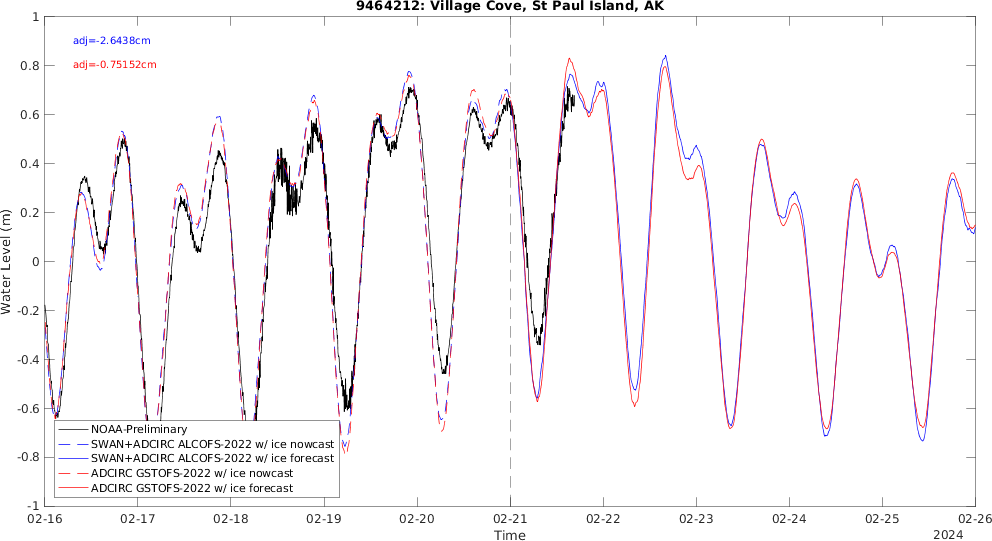 9464212: Village Cove, St Paul Island, AK
1
0.8
0.6
0.4
0.2
0
-0.2
-0.4
-0.6
-0.8
-1
Water Level (m)
adj=-2.6438cm
adj=-0.75152cm
NOAA-Preliminary
SWAN+ADCIRC ALCOFS-2022 w/ ice nowcast
SWAN+ADCIRC ALCOFS-2022 w/ ice forecast
ADCIRC GSTOFS-2022 w/ ice nowcast
ADCIRC GSTOFS-2022 w/ ice forecast
02-16 02-17 02-18 02-19 02-20 02-21 02-22 02-23 02-24 02-25 02-26
Time
2024